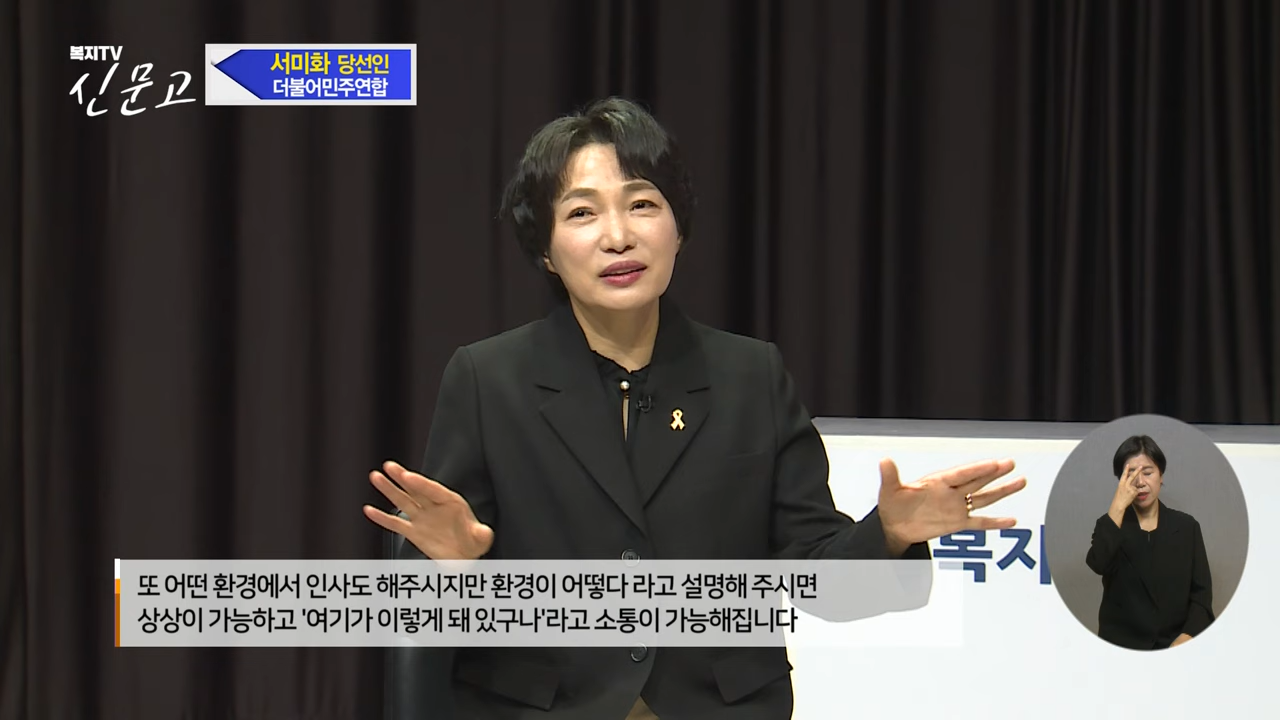 복지TV
신문고
서미화 당선인
더불어민주연합
복지
또 어떤 환경에서 인사도 해주시지만 환경이 어떻다 라고 설명해 주시면
상상이 가능하고 '여기가 이렇게 돼 있구나'라고 소통이 가능해집니다